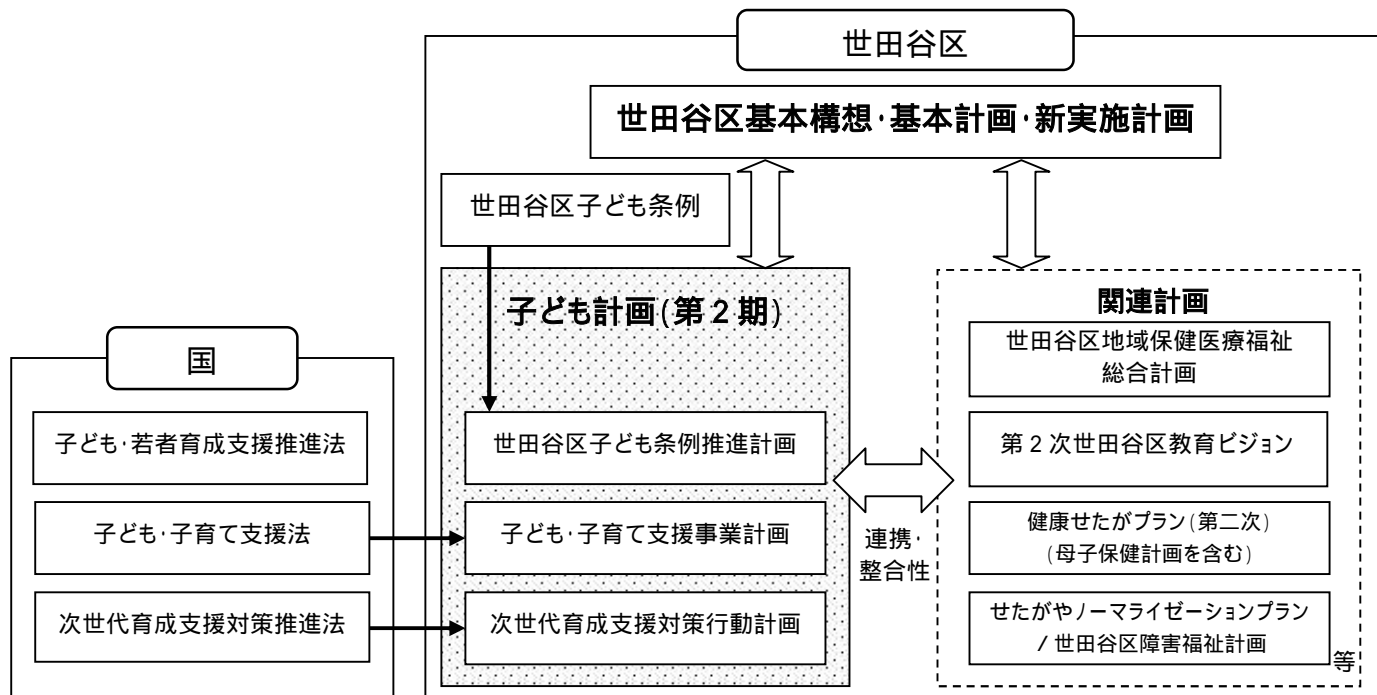 世田谷区
世田谷区基本構想・基本計画・新実施計画
世田谷区子ども条例
子ども計画(第2期)
世田谷区子ども条例推進計画
子ども・子育て支援事業計画
次世代育成支援対策行動計画
国
子ども・若者育成支援推進法
子ども・子育て支援法
次世代育成支援対策推進法
連携・
整合性
関連計画
世田谷区地域保健医療福祉
総合計画
第2次世田谷区教育ビジョン
健康せたがプラン(第二次)
(母子保健計画を含む)
せたがやノーマライゼーションプラン
/世田谷区障害福祉計画
等